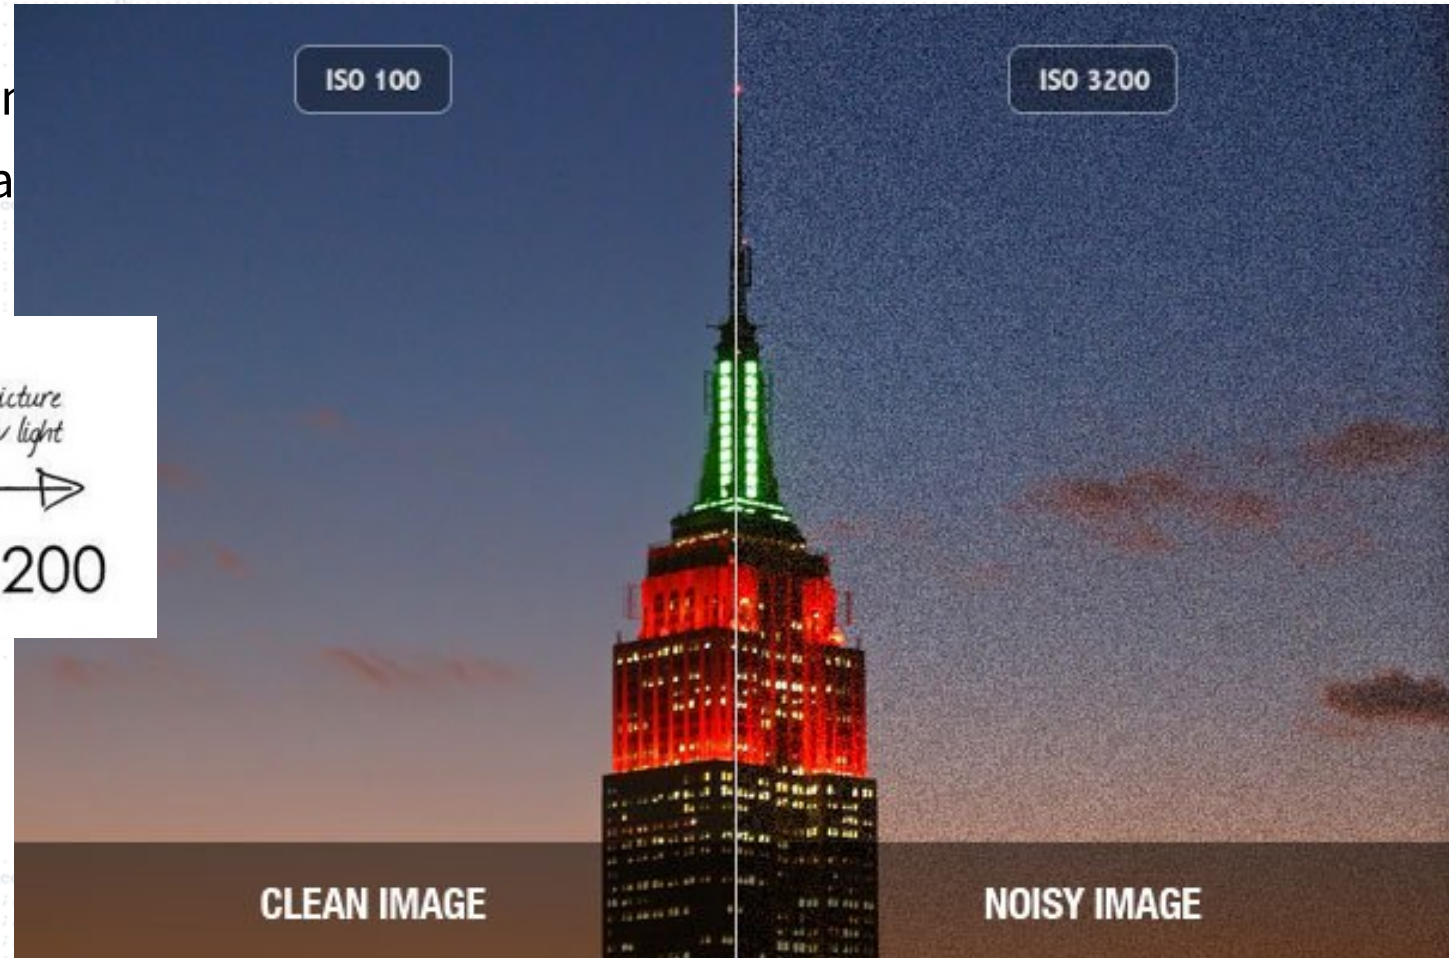 ISO 100
ISO 3200
icture
light
200
CLEAN IMAGE
NOISY IMAGE